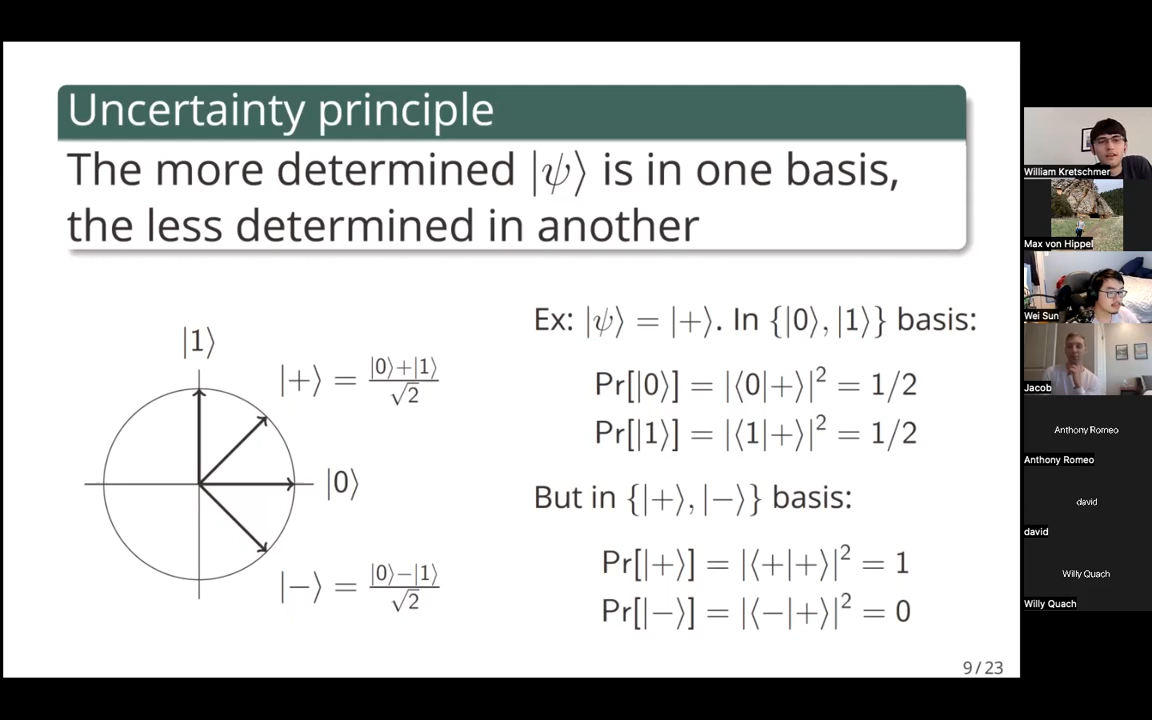 Uncertainty principle
The more determined |ψ⟩ is in one basis,
the less determined in another
|1⟩
|+⟩ = |0⟩+|1⟩/√2
|0⟩
|−⟩ = |0⟩−|1⟩/√2
Ex: |ψ⟩ = |+⟩. In {|0⟩, |1⟩} basis:
Pr[|0⟩] = |⟨0|+⟩|² = 1/2
Pr[|1⟩] = |⟨1|+⟩|² = 1/2
But in {|+⟩, |−⟩} basis:
Pr[|+⟩] = |⟨+|+⟩|² = 1
Pr[|−⟩] = |⟨−|+⟩|² = 0
9/23
William Kretschmer
Max von Hippel
Wei Sun
Jacob
Anthony Romeo
Anthony Romeo
david
david
Willy Quach
Willy Quach